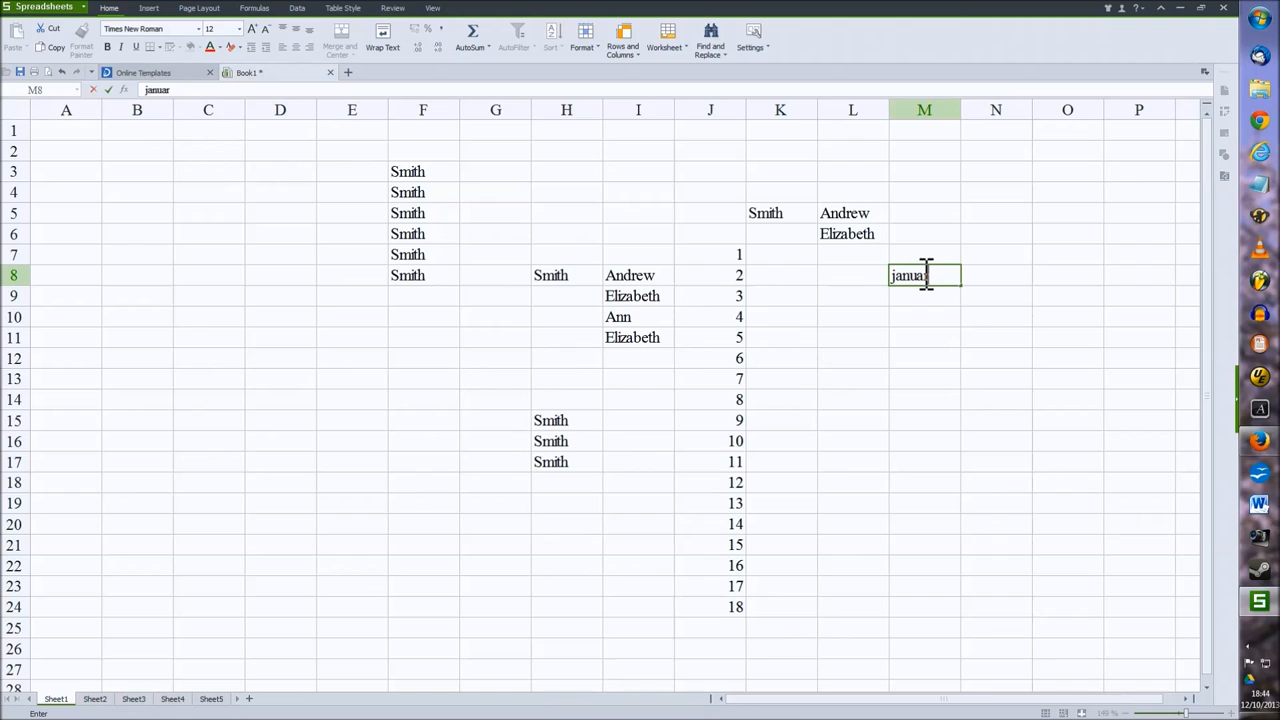 Spreadsheets
Home Insert Page Layout Formulas Data Table Style Review View
Paste Cut Copy Format Painter Times New Roman 12 B I U A Merge and Center Wrap Text AutoSum AutoFilter Sort Format Rows and Columns Worksheet Find and Replace Settings
Online Templates Book1 *
M8 fx januar
A B C D E F G H I J K L M N O P
1
2
3 Smith
4 Smith
5 Smith Smith Andrew
6 Smith Elizabeth
7 Smith 1
8 Smith Smith Andrew 2 januar
9 Elizabeth 3
10 Ann 4
11 Elizabeth 5
12 6
13 7
14 8
15 Smith 9
16 Smith 10
17 Smith 11
18 12
19 13
20 14
21 15
22 16
23 17
24 18
25
26
27
28
Sheet1 Sheet2 Sheet3 Sheet4 Sheet5
Enter
18:44
12/10/2013